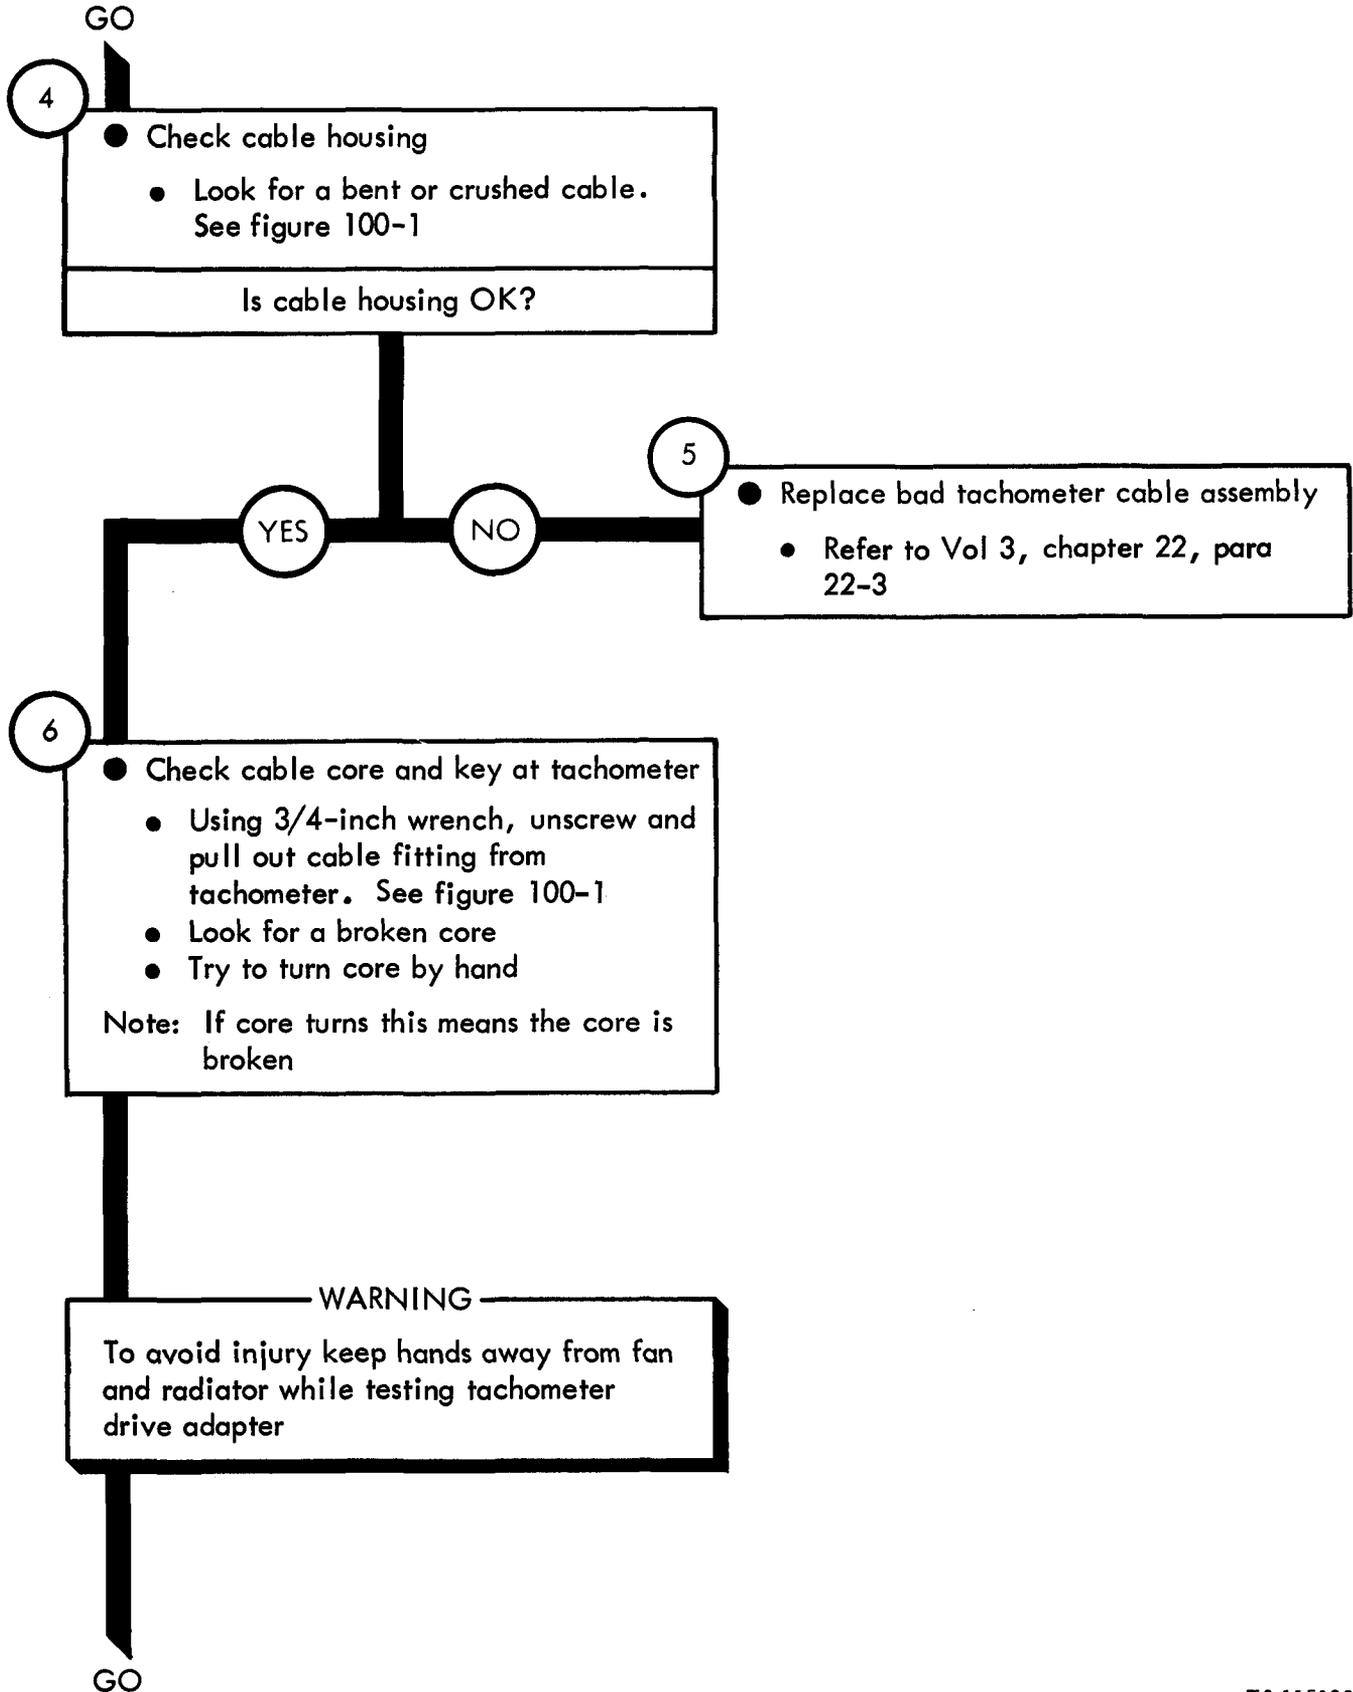 GO
4
● Check cable housing
● Look for a bent or crushed cable.
See figure 100-1
Is cable housing OK?
YES
NO
5
● Replace bad tachometer cable assembly
● Refer to Vol 3, chapter 22, para
22-3
6
● Check cable core and key at tachometer
● Using 3/4-inch wrench, unscrew and
pull out cable fitting from
tachometer. See figure 100-1
● Look for a broken core
● Try to turn core by hand
Note: If core turns this means the core is
broken
WARNING
To avoid injury keep hands away from fan
and radiator while testing tachometer
drive adapter
GO